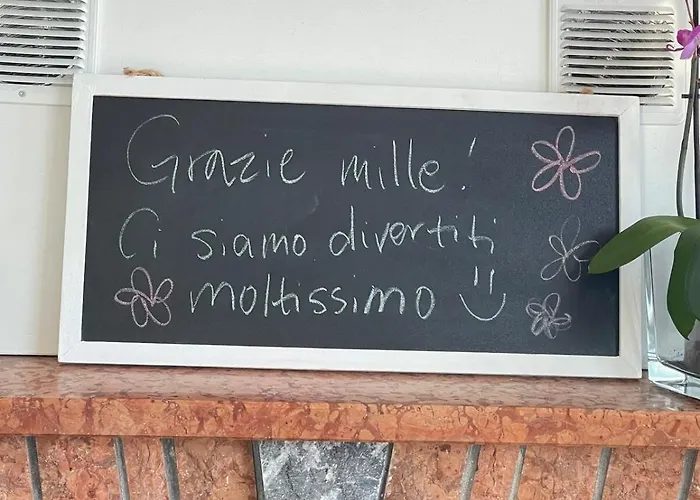 Grazie mille!
Ci siamo divertiti
moltissimo